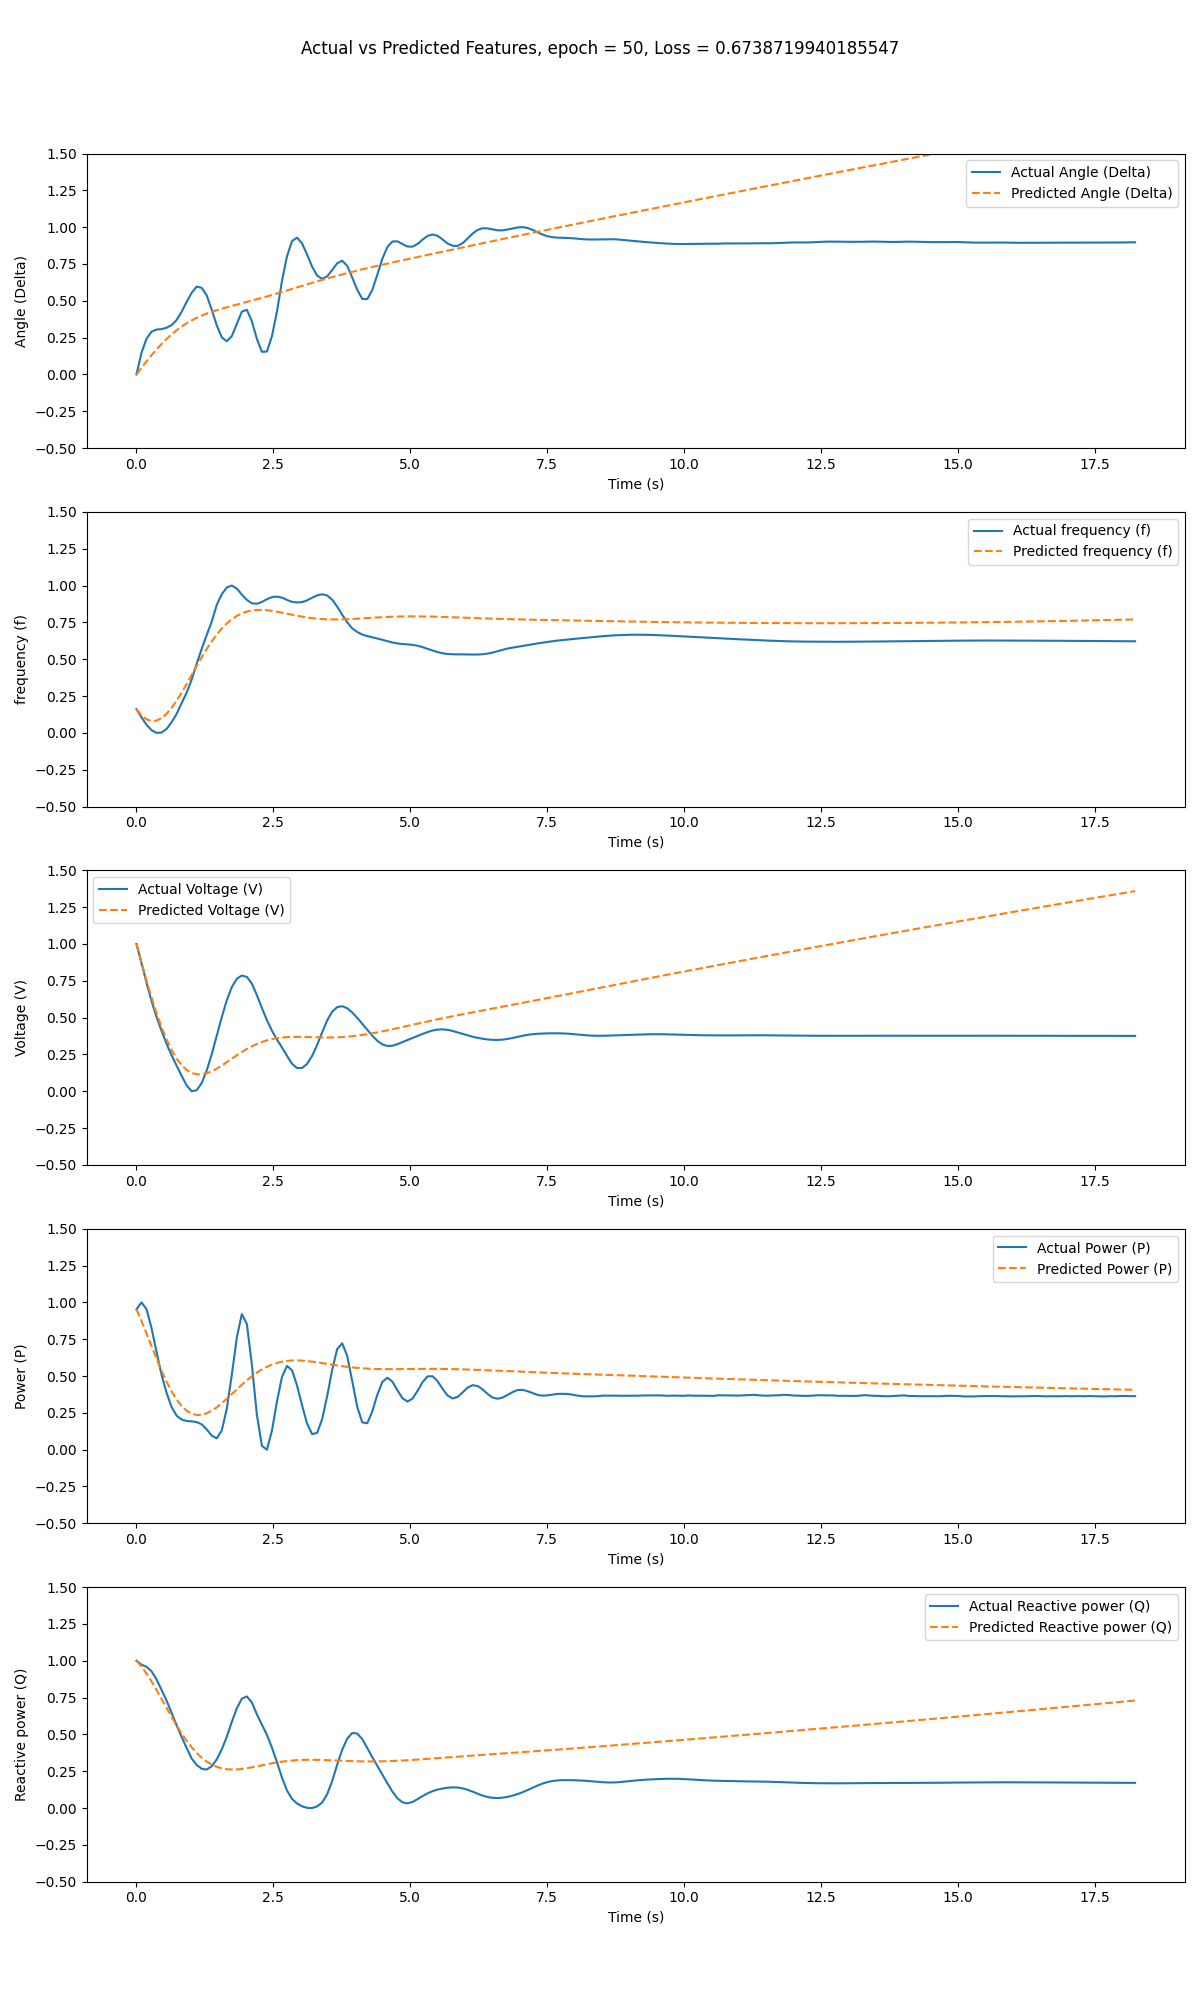 Actual vs Predicted Features, epoch = 50, Loss = 0.6738719940185547
1.50
1.25
1.00
0.75
0.50
0.25
0.00
−0.25
−0.50
Angle (Delta)
Actual Angle (Delta)
Predicted Angle (Delta)
0.0 2.5 5.0 7.5 10.0 12.5 15.0 17.5
Time (s)
1.50
1.25
1.00
0.75
0.50
0.25
0.00
−0.25
−0.50
frequency (f)
Actual frequency (f)
Predicted frequency (f)
0.0 2.5 5.0 7.5 10.0 12.5 15.0 17.5
Time (s)
1.50
1.25
1.00
0.75
0.50
0.25
0.00
−0.25
−0.50
Voltage (V)
Actual Voltage (V)
Predicted Voltage (V)
0.0 2.5 5.0 7.5 10.0 12.5 15.0 17.5
Time (s)
1.50
1.25
1.00
0.75
0.50
0.25
0.00
−0.25
−0.50
Power (P)
Actual Power (P)
Predicted Power (P)
0.0 2.5 5.0 7.5 10.0 12.5 15.0 17.5
Time (s)
1.50
1.25
1.00
0.75
0.50
0.25
0.00
−0.25
−0.50
Reactive power (Q)
Actual Reactive power (Q)
Predicted Reactive power (Q)
0.0 2.5 5.0 7.5 10.0 12.5 15.0 17.5
Time (s)